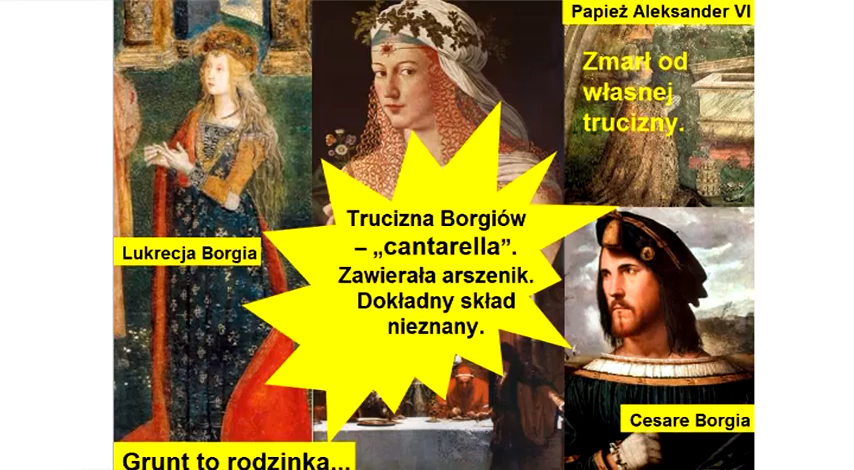 Papież Aleksander VI
Zmarł od
własnej
trucizny.
Trucizna Borgiów
– „cantarella”.
Zawierała arszenik.
Dokładny skład
nieznany.
Lukrecja Borgia
Cesare Borgia
Grunt to rodzinka...